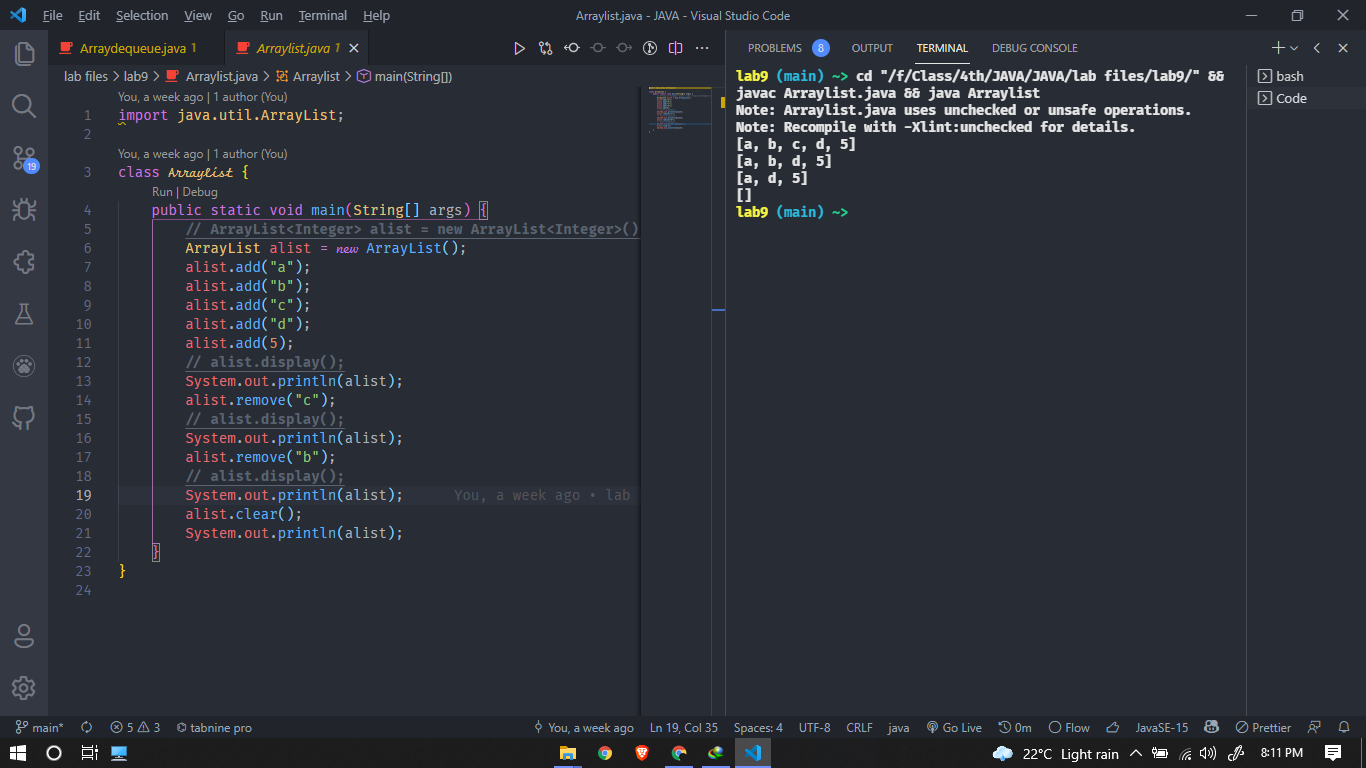 File Edit Selection View Go Run Terminal Help Arraylist.java - JAVA - Visual Studio Code
Arraydequeue.java 1 Arraylist.java 1
lab files > lab9 > Arraylist.java > Arraylist > main(String[])
You, a week ago | 1 author (You)
1 import java.util.ArrayList;
2
You, a week ago | 1 author (You)
3 class Arraylist {
Run | Debug
4 public static void main(String[] args) {
5 // ArrayList<Integer> alist = new ArrayList<Integer>()
6 ArrayList alist = new ArrayList();
7 alist.add("a");
8 alist.add("b");
9 alist.add("c");
10 alist.add("d");
11 alist.add(5);
12 // alist.display();
13 System.out.println(alist);
14 alist.remove("c");
15 // alist.display();
16 System.out.println(alist);
17 alist.remove("b");
18 // alist.display();
19 System.out.println(alist); You, a week ago • lab
20 alist.clear();
21 System.out.println(alist);
22 }
23 }
24
19
PROBLEMS 8 OUTPUT TERMINAL DEBUG CONSOLE
lab9 (main) ~> cd "/f/Class/4th/JAVA/JAVA/lab files/lab9/" &&
javac Arraylist.java && java Arraylist
Note: Arraylist.java uses unchecked or unsafe operations.
Note: Recompile with -Xlint:unchecked for details.
[a, b, c, d, 5]
[a, b, d, 5]
[a, d, 5]
[]
lab9 (main) ~>
bash
Code
main* 5 3 tabnine pro You, a week ago Ln 19, Col 35 Spaces: 4 UTF-8 CRLF java Go Live 0m Flow JavaSE-15 Prettier
22°C Light rain 8:11 PM